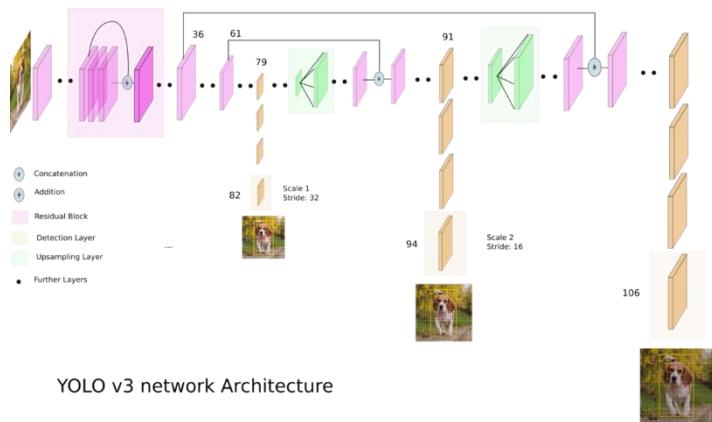 36
61
79
91
Concatenation
Addition
Residual Block
Detection Layer
Upsampling Layer
Further Layers
82
Scale 1
Stride: 32
...
94
Scale 2
Stride: 16
106
YOLO v3 network Architecture